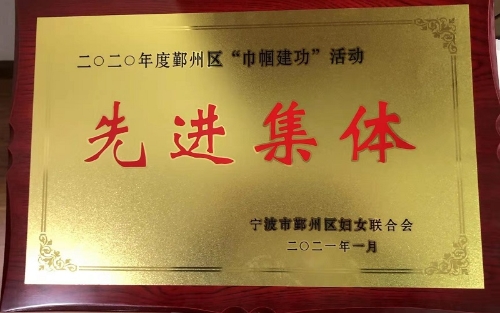 二〇二〇年度鄞州区“巾帼建功”活动
先进集体
宁波市鄞州区妇女联合会
二〇二一年一月